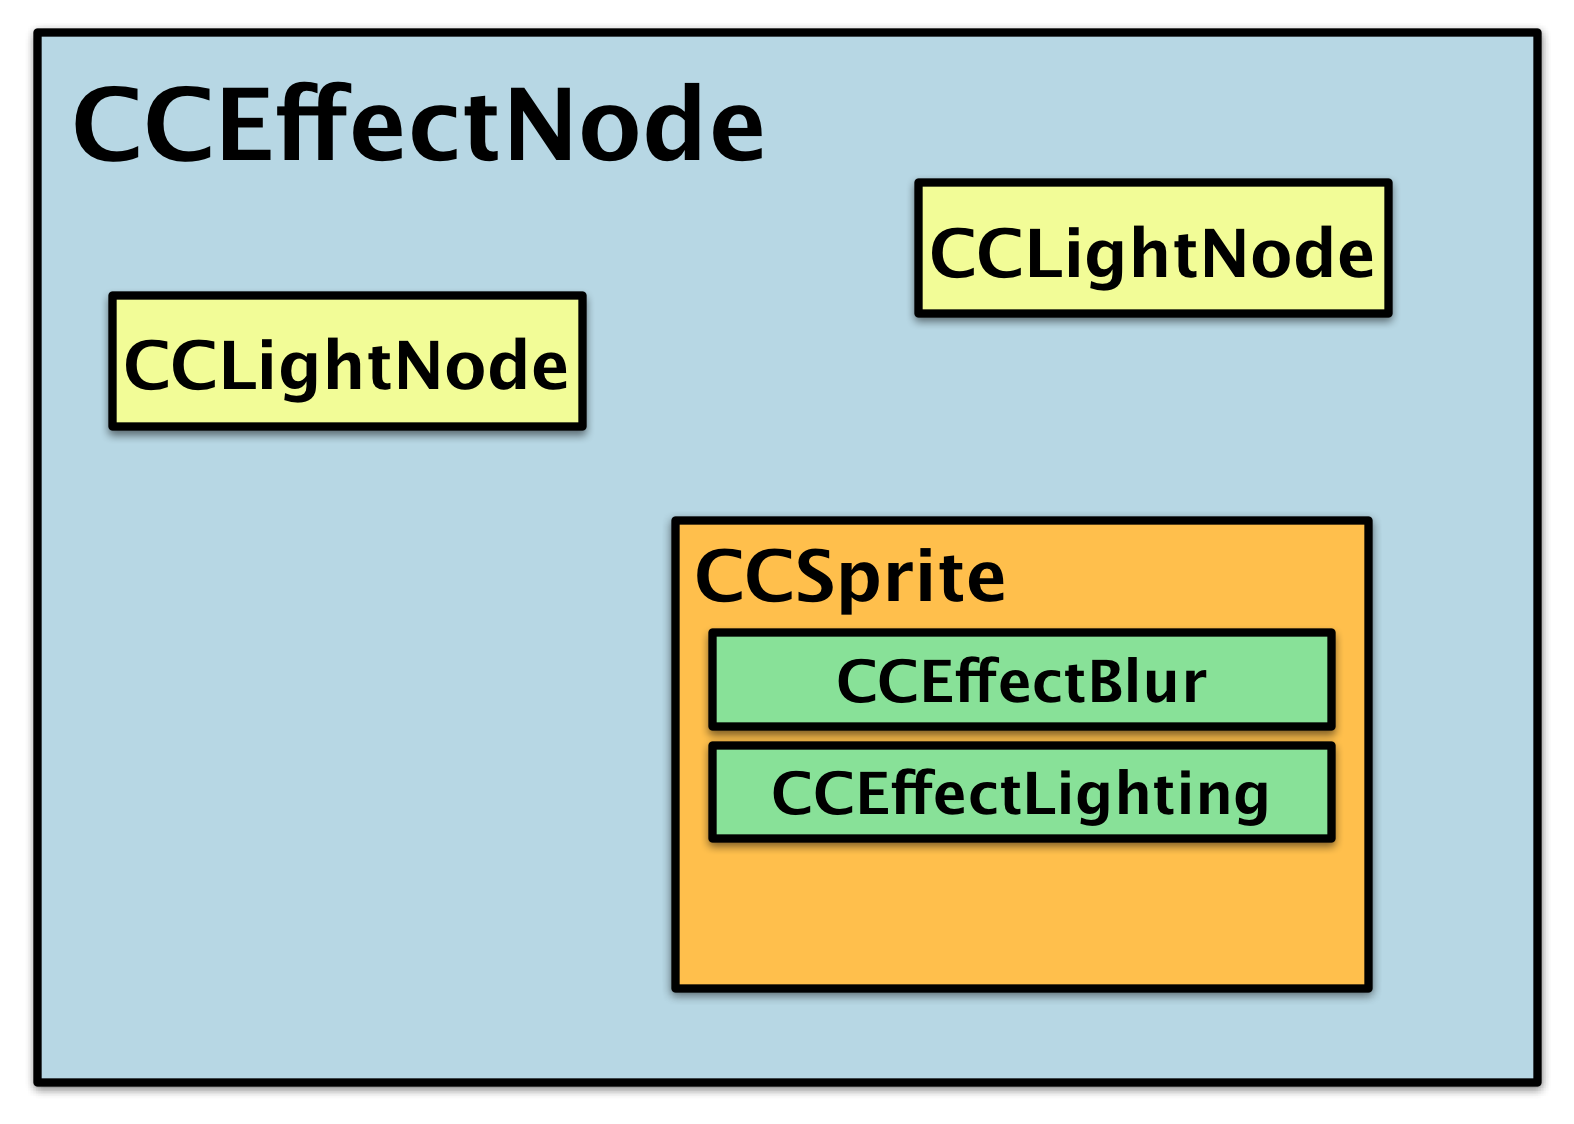 CCEffectNode
CCLightNode
CCLightNode
CCSprite
CCEffectBlur
CCEffectLighting